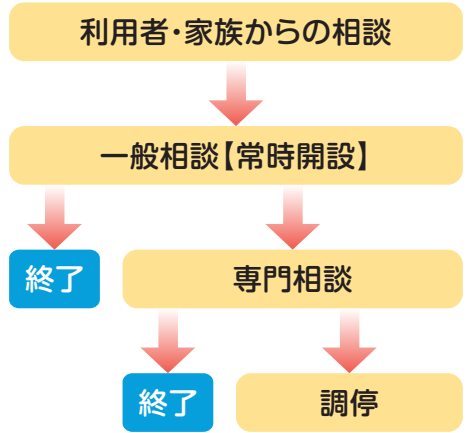 利用者・家族からの相談
一般相談【常時開設】
終了
専門相談
終了
調停